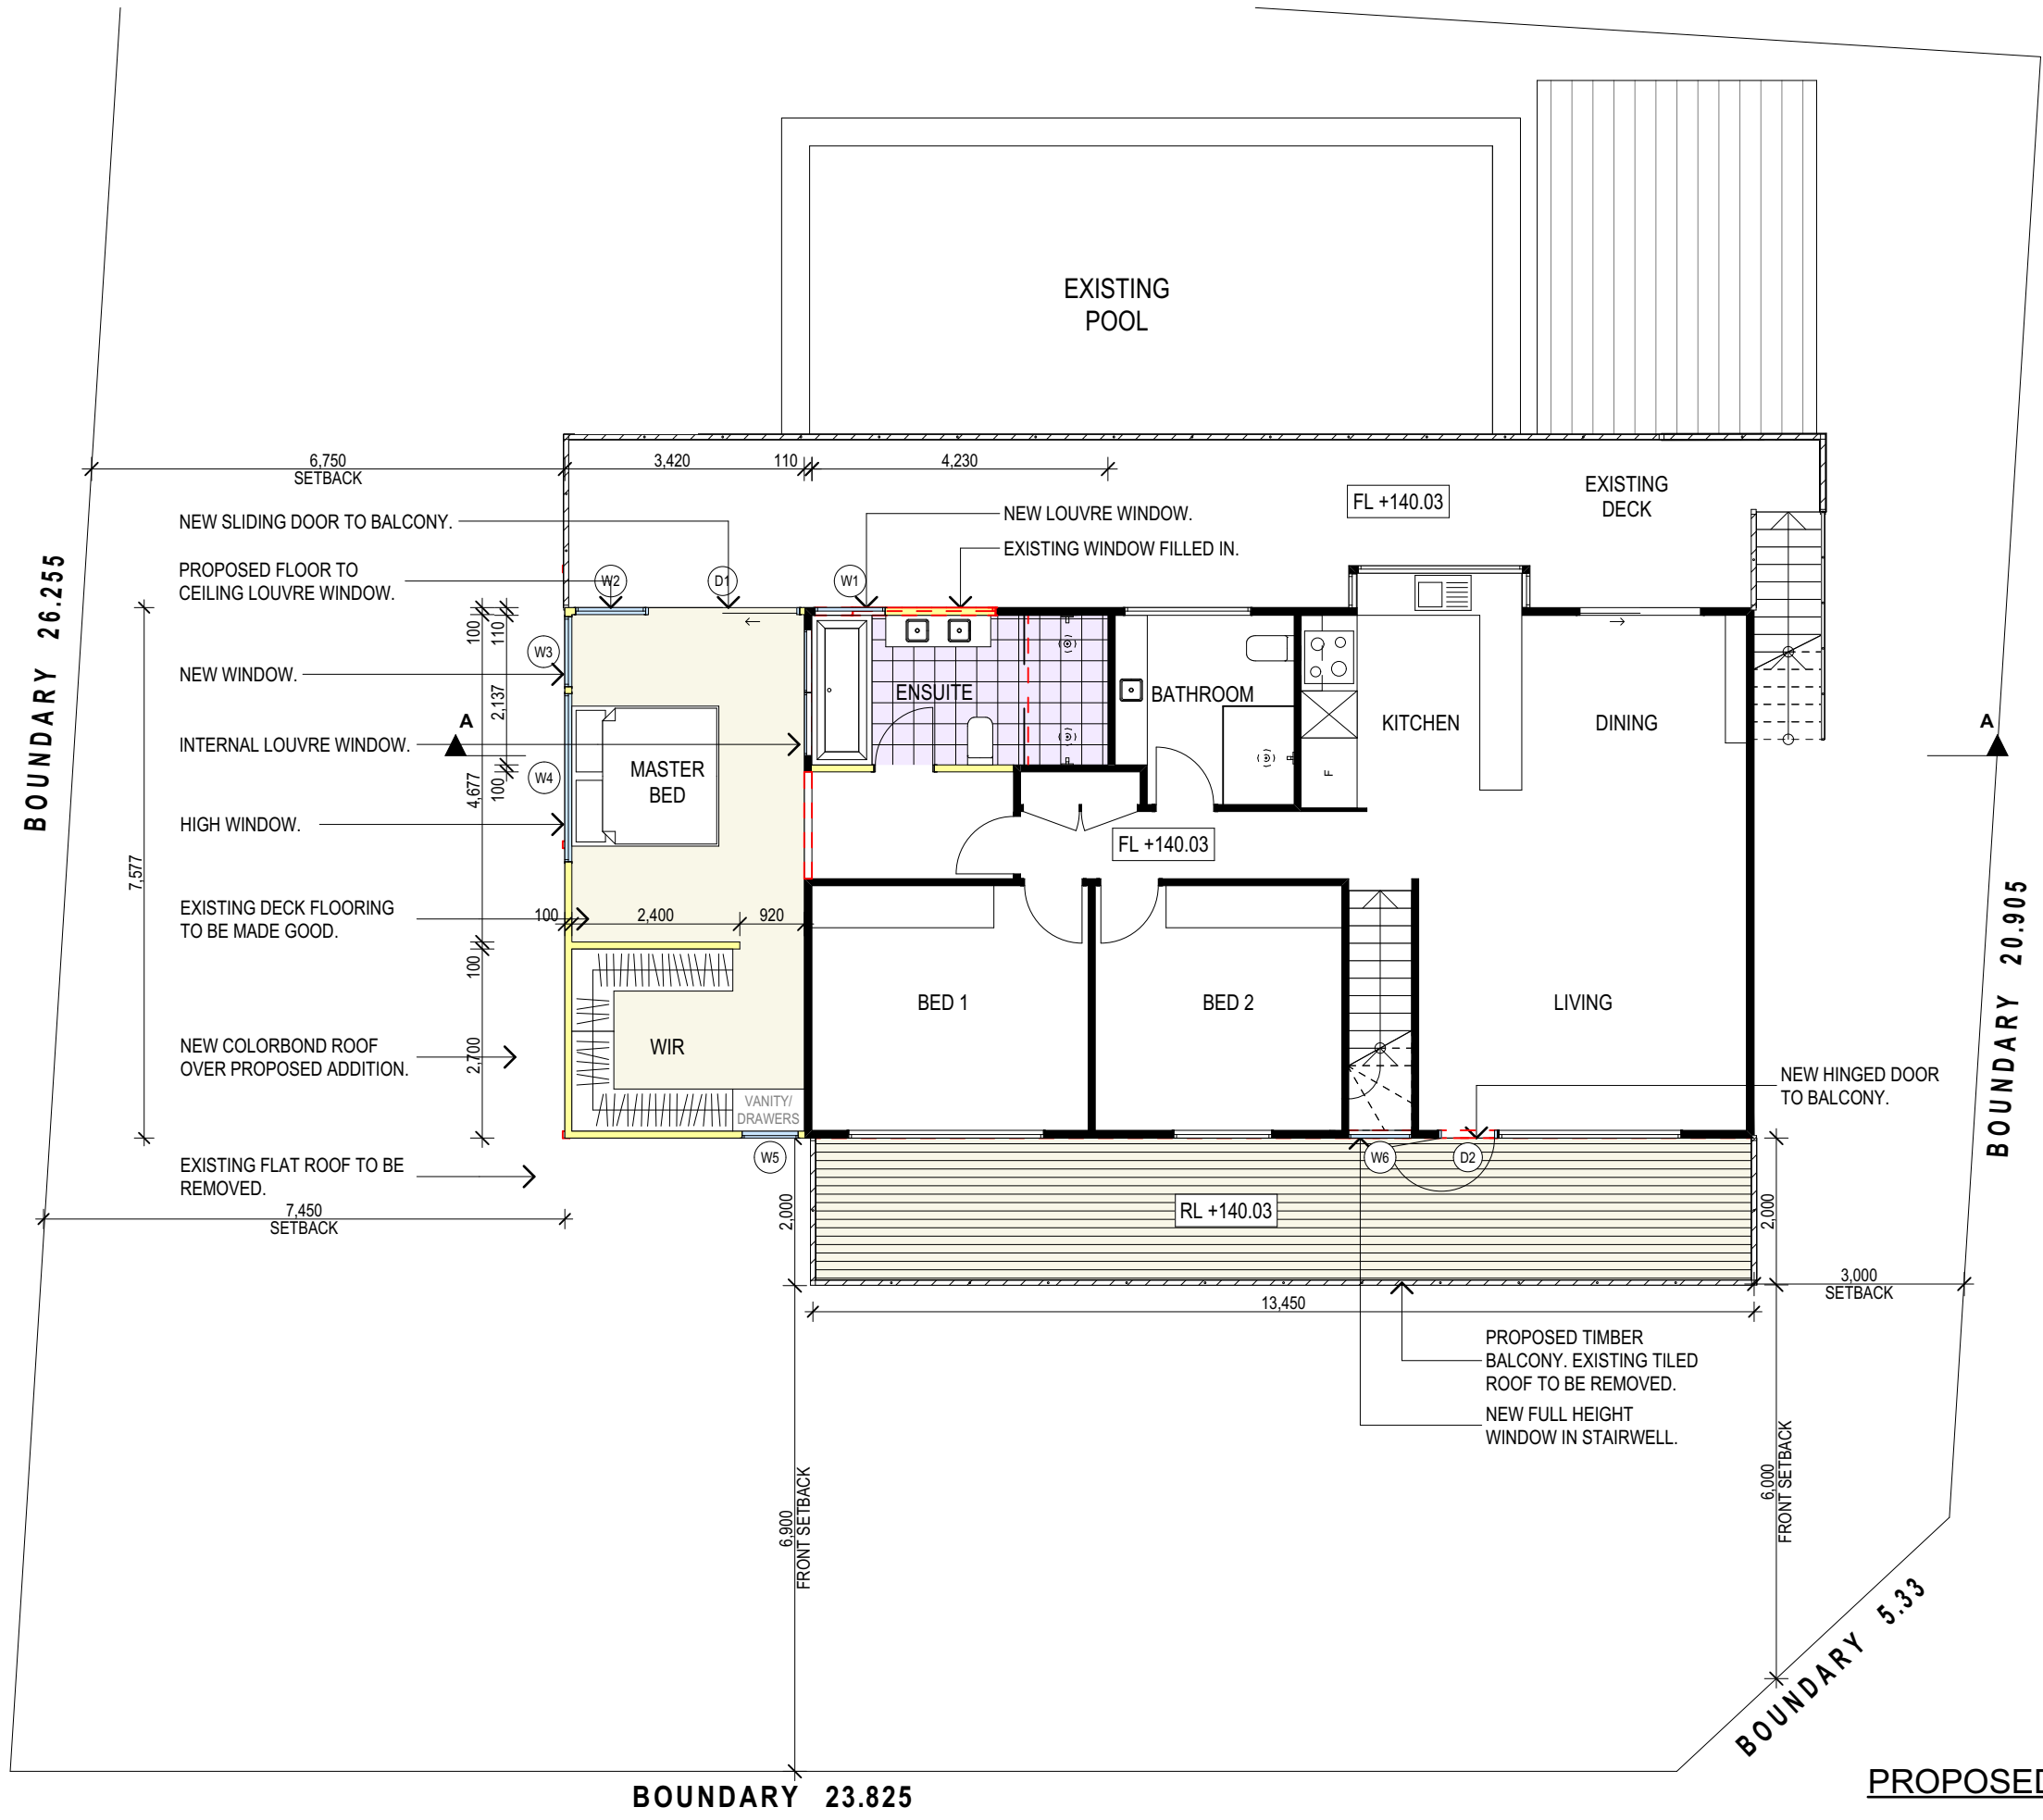 EXISTING
POOL
6,750
SETBACK
3,420
110
4,230
FL +140.03
EXISTING
DECK
NEW SLIDING DOOR TO BALCONY.
NEW LOUVRE WINDOW.
EXISTING WINDOW FILLED IN.
PROPOSED FLOOR TO
CEILING LOUVRE WINDOW.
W2
D1
W1
BOUNDARY 26.255
100
110
W3
NEW WINDOW.
2,137
ENSUITE
BATHROOM
KITCHEN
DINING
A
A
INTERNAL LOUVRE WINDOW.
MASTER
BED
W4
4,677
100
F
HIGH WINDOW.
FL +140.03
7,577
EXISTING DECK FLOORING
TO BE MADE GOOD.
100
2,400
920
100
BOUNDARY 20.905
BED 1
BED 2
LIVING
NEW COLORBOND ROOF
OVER PROPOSED ADDITION.
2,700
WIR
VANITY/
DRAWERS
NEW HINGED DOOR
TO BALCONY.
W5
W6
D2
EXISTING FLAT ROOF TO BE
REMOVED.
7,450
SETBACK
2,000
RL +140.03
2,000
3,000
SETBACK
13,450
PROPOSED TIMBER
BALCONY. EXISTING TILED
ROOF TO BE REMOVED.
NEW FULL HEIGHT
WINDOW IN STAIRWELL.
6,900
FRONT SETBACK
6,000
FRONT SETBACK
BOUNDARY 5.33
BOUNDARY 23.825
PROPOSED